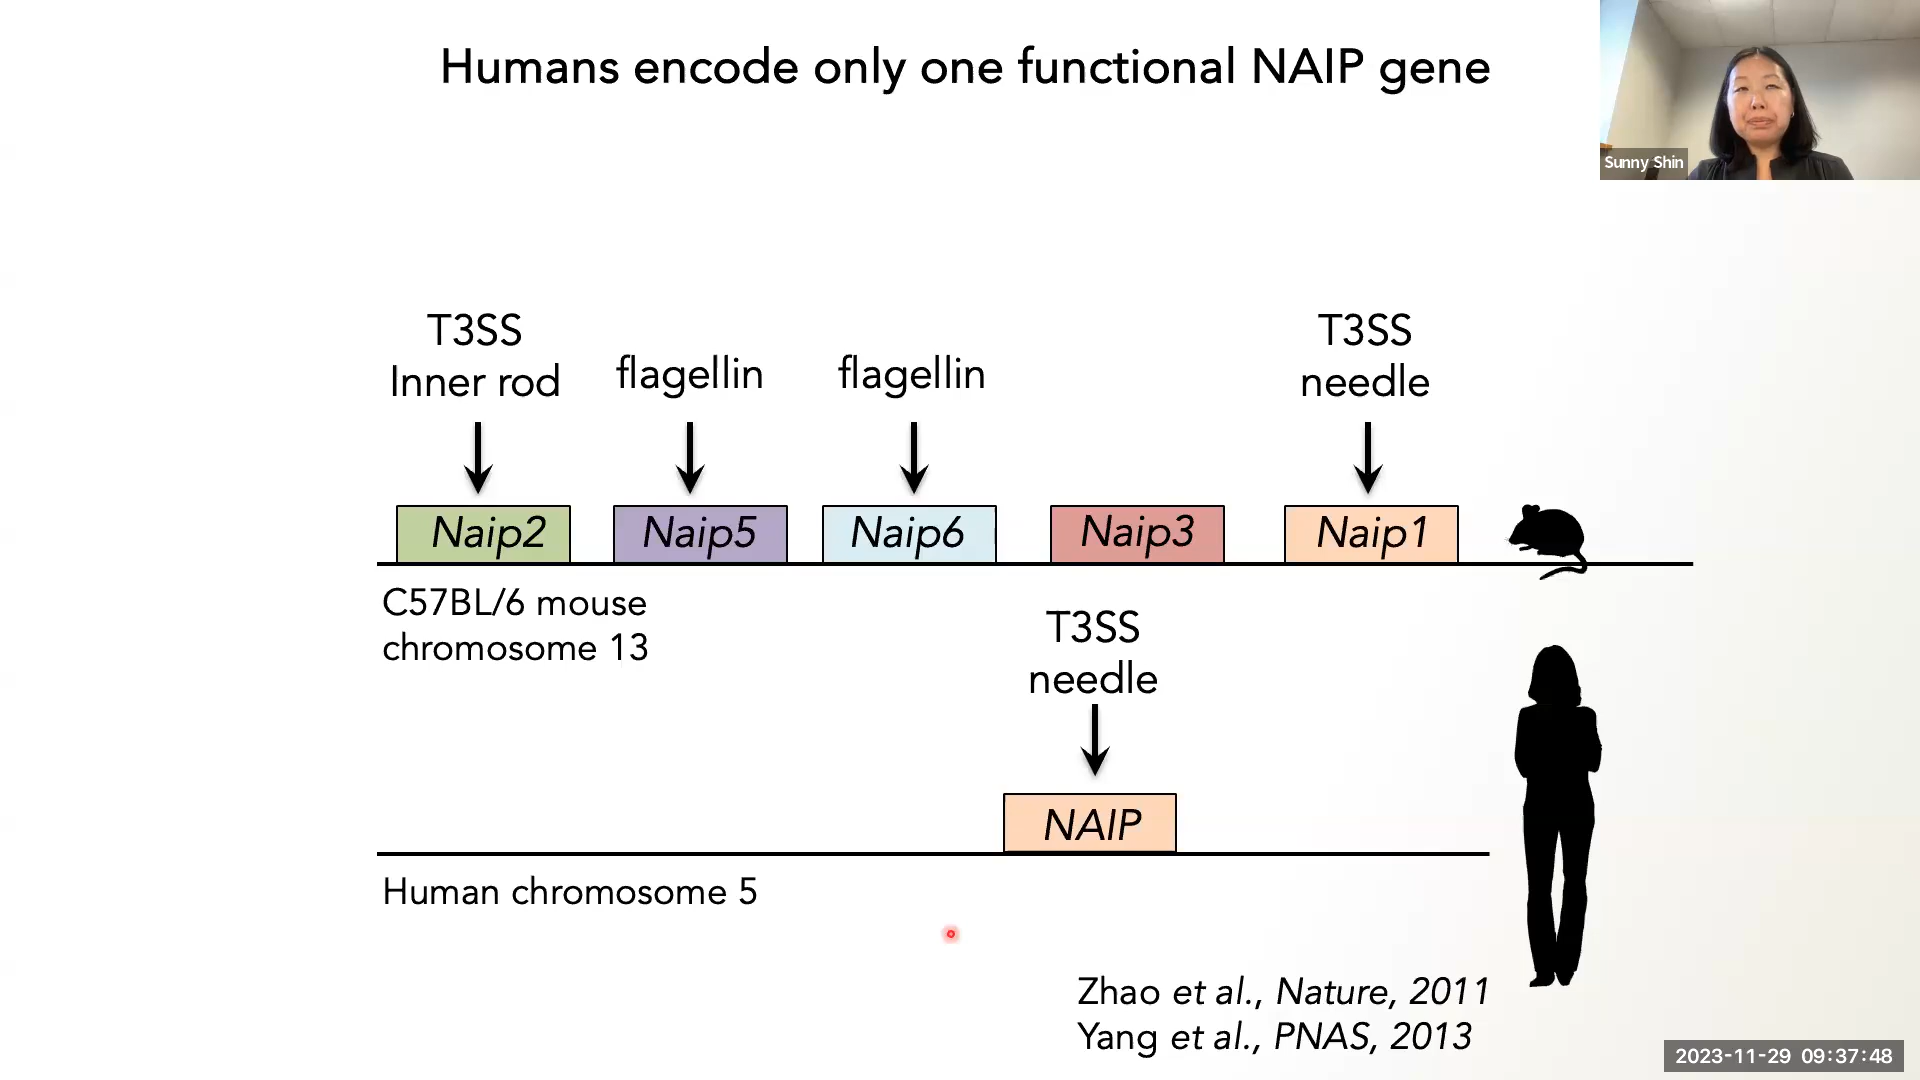 Humans encode only one functional NAIP gene
Sunny Shin
T3SS
Inner rod
flagellin
flagellin
T3SS
needle
Naip2
Naip5
Naip6
Naip3
Naip1
C57BL/6 mouse
chromosome 13
T3SS
needle
NAIP
Human chromosome 5
Zhao et al., Nature, 2011
Yang et al., PNAS, 2013
2023-11-29 09:37:48